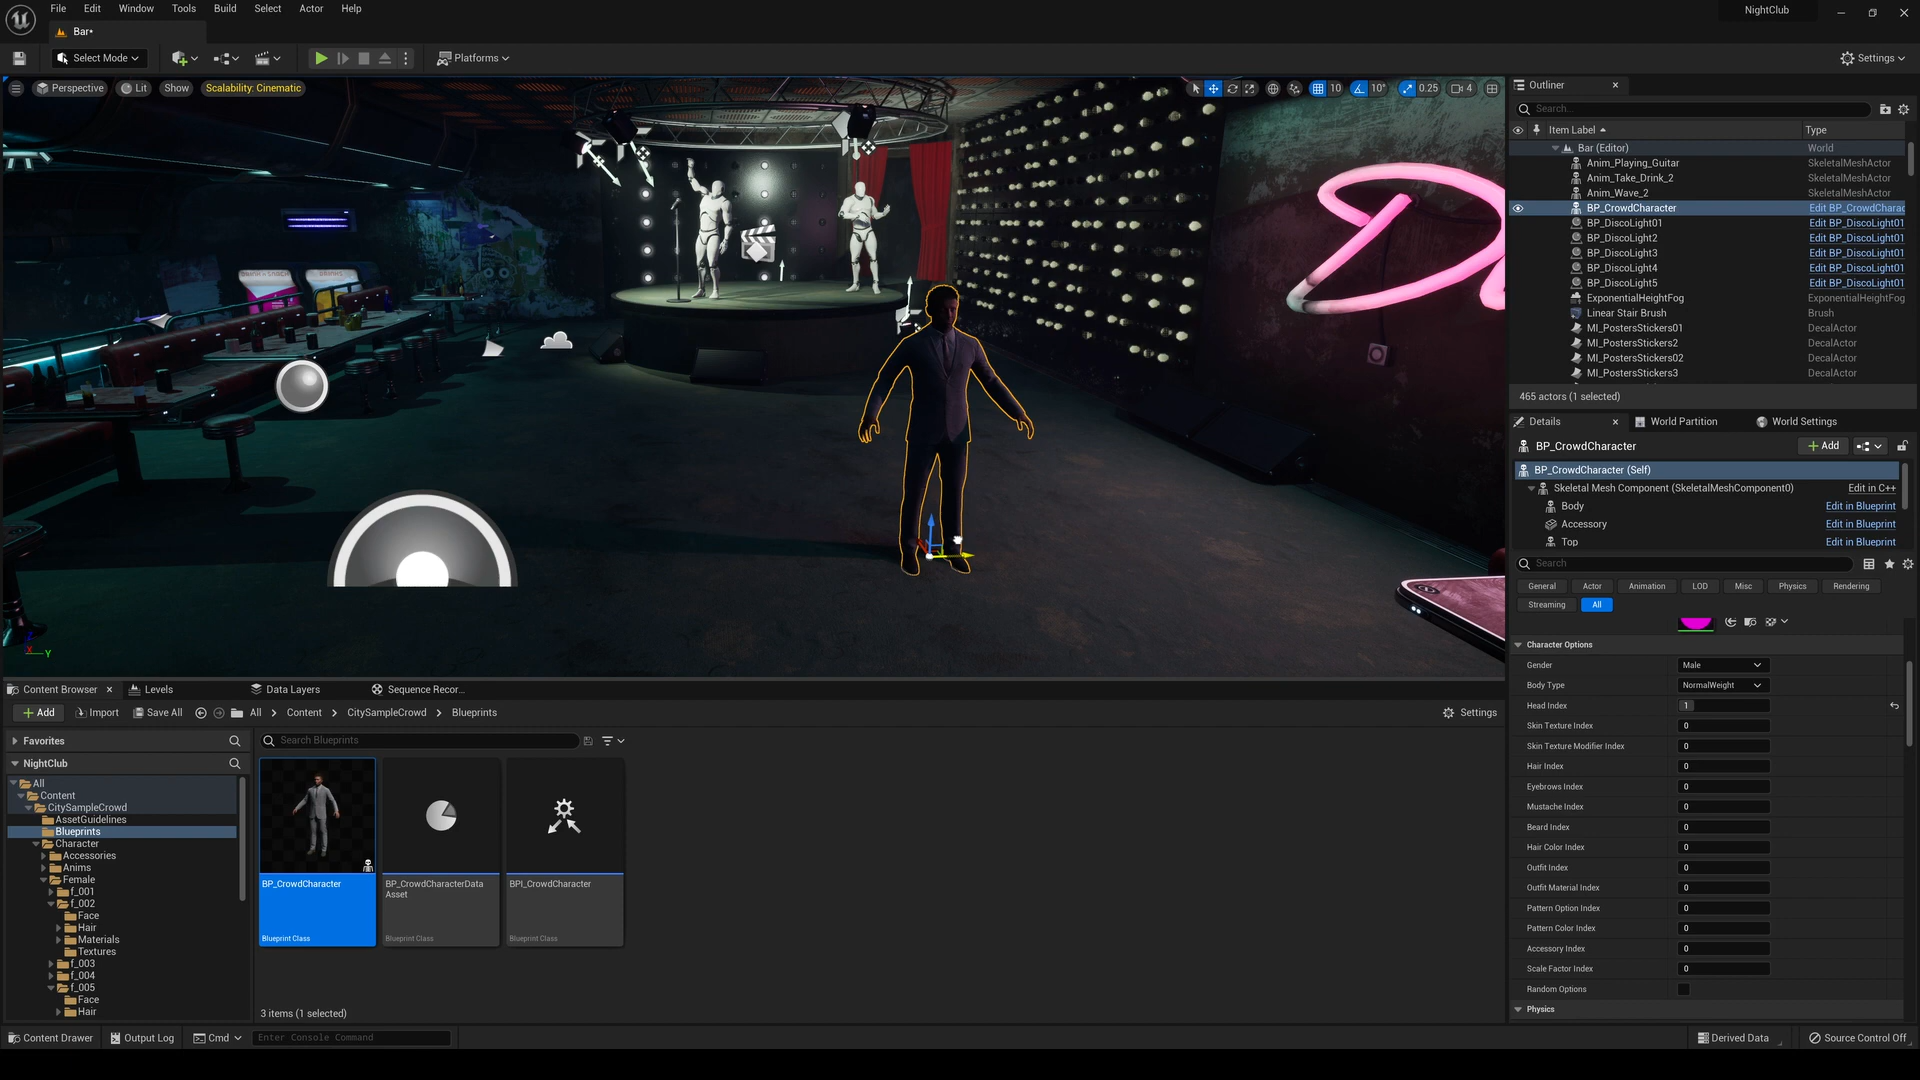 File Edit Window Tools Build Select Actor Help
NightClub
Bar•
Select Mode
Platforms
Settings
Perspective
Lit
Show
Scalability: Cinematic
10
10°
0.25
4
Outliner
Search...
Item Label
Type
Bar (Editor)
World
Anim_Playing_Guitar
SkeletalMeshActor
Anim_Take_Drink_2
SkeletalMeshActor
Anim_Wave_2
SkeletalMeshActor
BP_CrowdCharacter
Edit BP_CrowdCharac
BP_DiscoLight01
Edit BP_DiscoLight01
BP_DiscoLight2
Edit BP_DiscoLight01
BP_DiscoLight3
Edit BP_DiscoLight01
BP_DiscoLight4
Edit BP_DiscoLight01
BP_DiscoLight5
Edit BP_DiscoLight01
ExponentialHeightFog
ExponentialHeightFog
Linear Stair Brush
Brush
MI_PostersStickers01
DecalActor
MI_PostersStickers2
DecalActor
MI_PostersStickers02
DecalActor
MI_PostersStickers3
DecalActor
465 actors (1 selected)
Details
World Partition
World Settings
BP_CrowdCharacter
Add
BP_CrowdCharacter (Self)
Skeletal Mesh Component (SkeletalMeshComponent0)
Edit in C++
Body
Edit in Blueprint
Accessory
Edit in Blueprint
Top
Edit in Blueprint
Search
General Actor Animation LOD Misc Physics Rendering
Streaming All
Character Options
Gender
Male
Body Type
NormalWeight
Head Index
1
Skin Texture Index
0
Skin Texture Modifier Index
0
Hair Index
0
Eyebrows Index
0
Mustache Index
0
Beard Index
0
Hair Color Index
0
Outfit Index
0
Outfit Material Index
0
Pattern Option Index
0
Pattern Color Index
0
Accessory Index
0
Scale Factor Index
0
Random Options
Physics
X
Y
Content Browser
Levels
Data Layers
Sequence Recor...
Add
Import
Save All
All
Content
CitySampleCrowd
Blueprints
Settings
Favorites
Search Blueprints
NightClub
All
Content
CitySampleCrowd
AssetGuidelines
Blueprints
Character
Accessories
Anims
Female
f_001
f_002
Face
Hair
Materials
Textures
f_003
f_004
f_005
Face
Hair
BP_CrowdCharacter
Blueprint Class
BP_CrowdCharacterData
Asset
Blueprint Class
BPI_CrowdCharacter
Blueprint Class
3 items (1 selected)
Content Drawer
Output Log
Cmd
Enter Console Command
Derived Data
Source Control Off